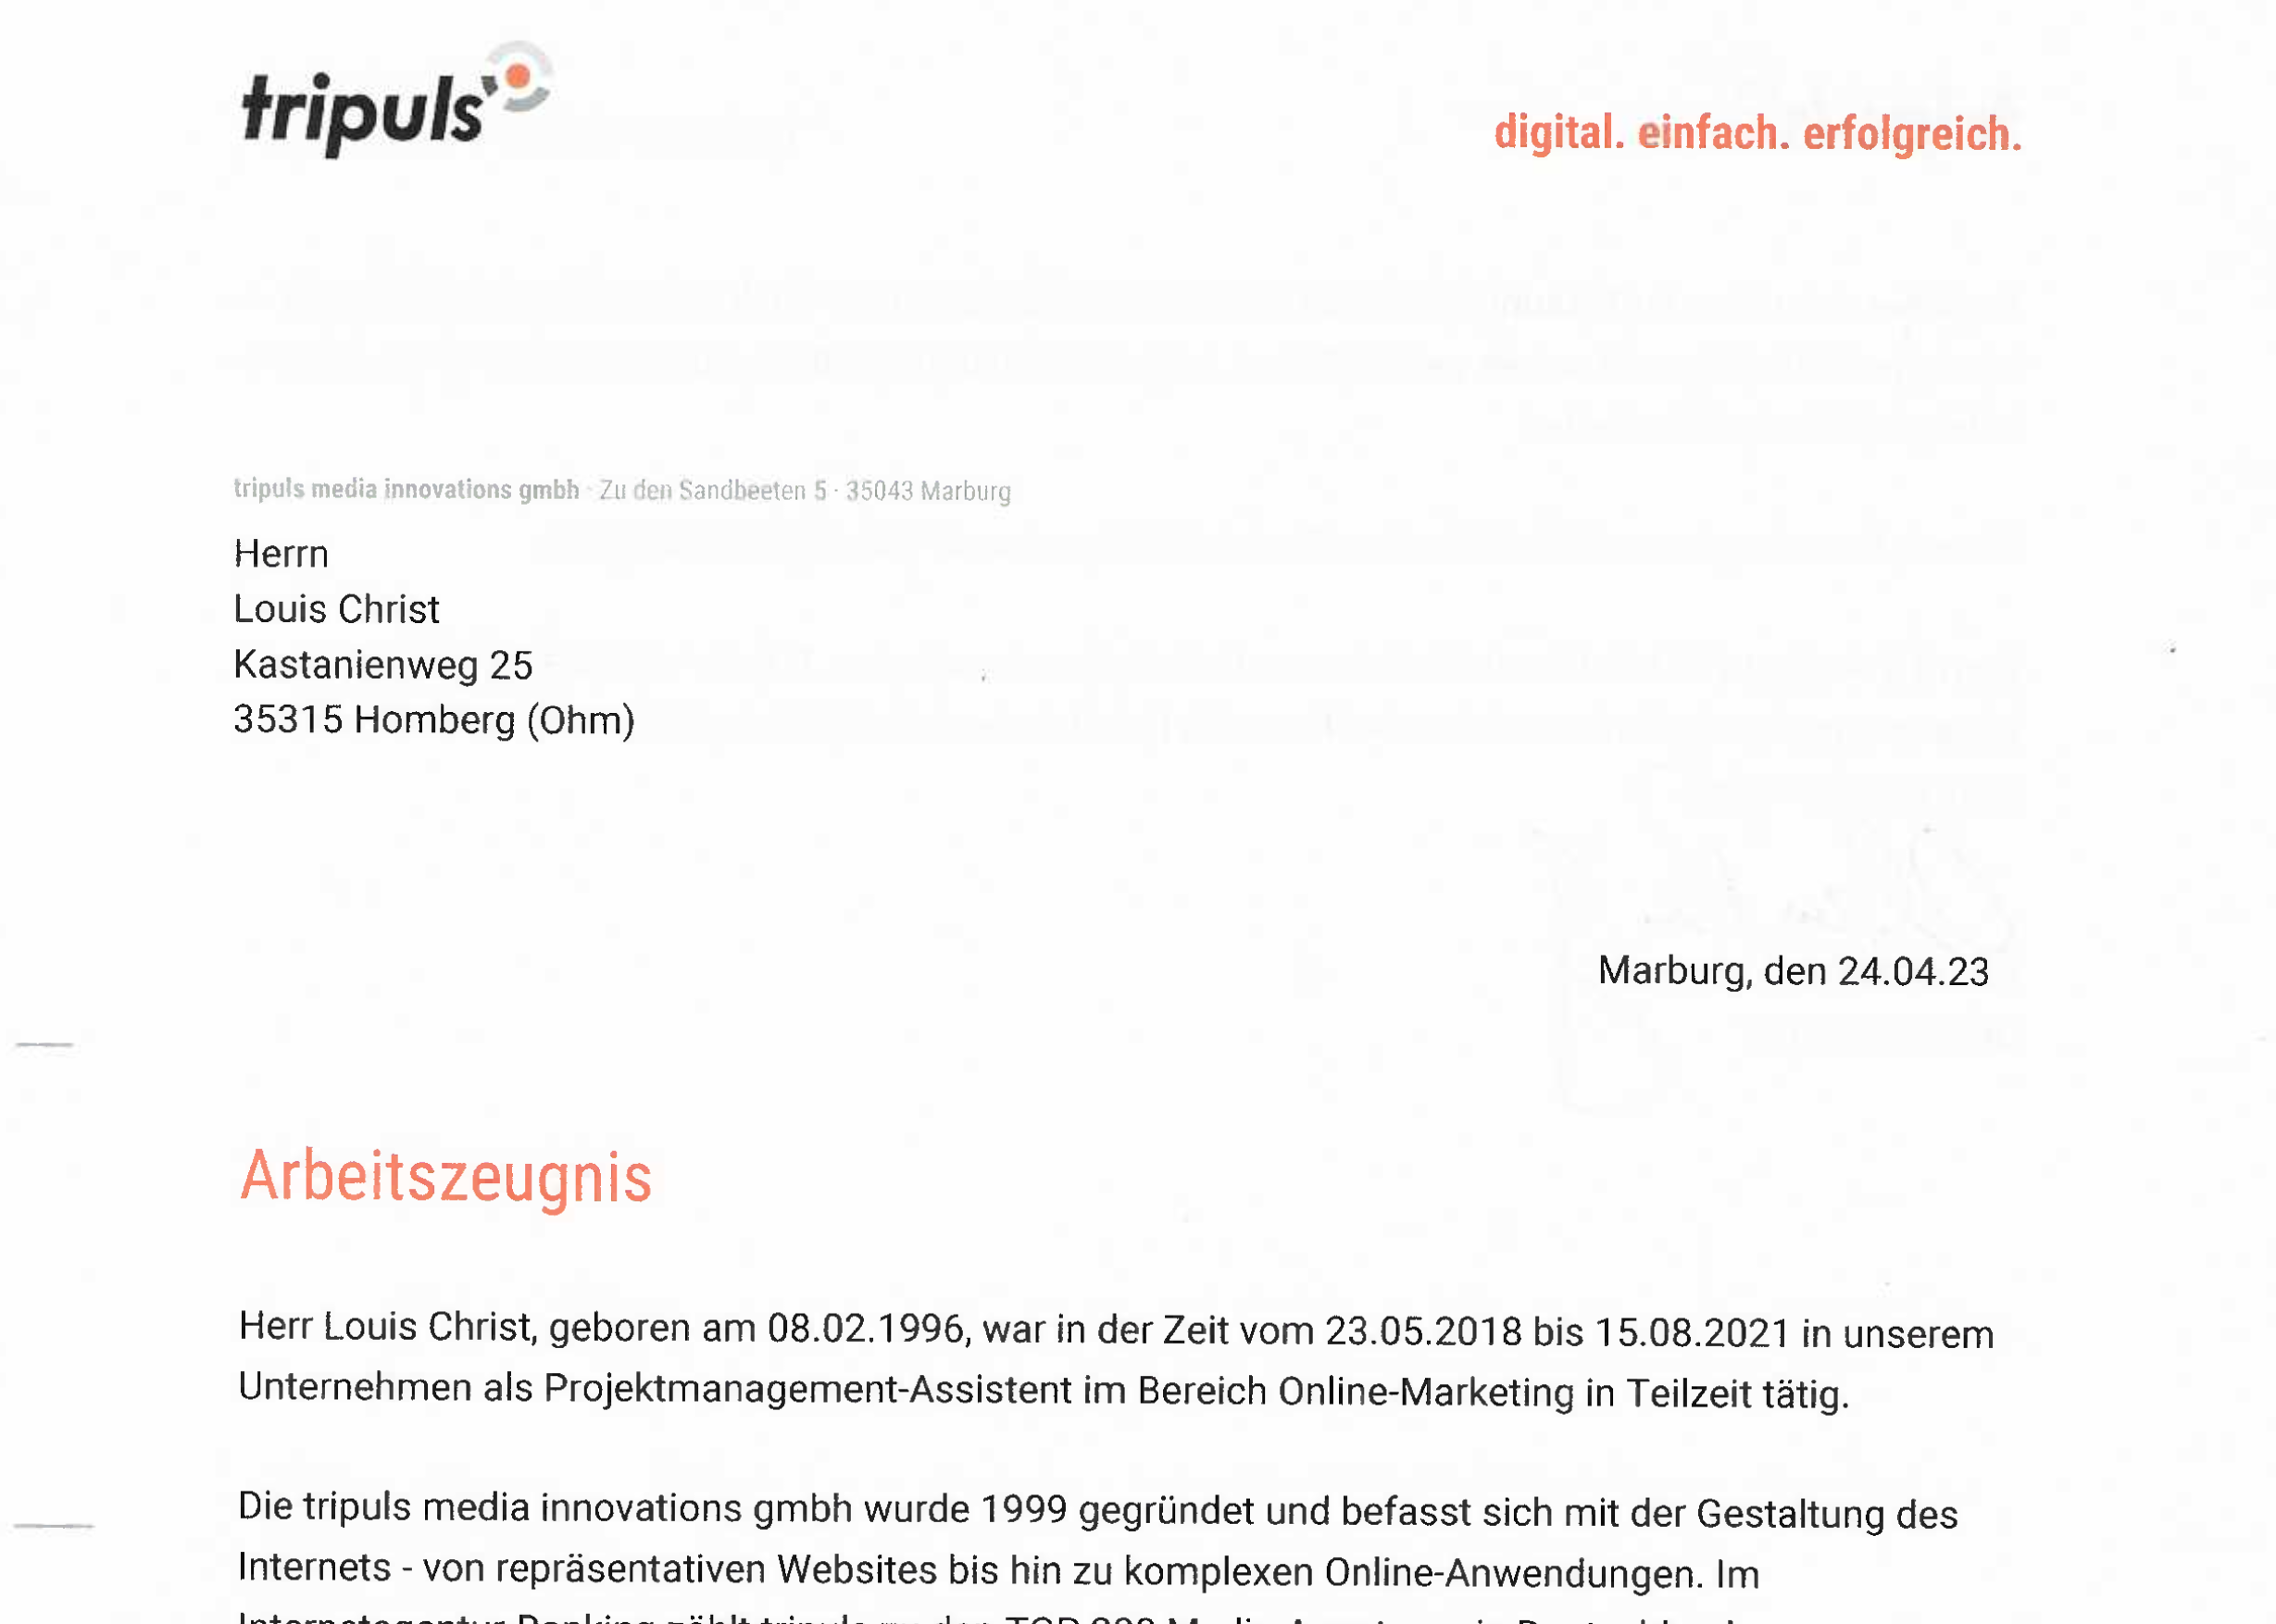 tripuls
digital. einfach. erfolgreich.
tripuls media innovations gmbh · Zu den Sandbeeten 5 · 35043 Marburg
Herrn
Louis Christ
Kastanienweg 25
35315 Homberg (Ohm)
Marburg, den 24.04.23
Arbeitszeugnis
Herr Louis Christ, geboren am 08.02.1996, war in der Zeit vom 23.05.2018 bis 15.08.2021 in unserem
Unternehmen als Projektmanagement-Assistent im Bereich Online-Marketing in Teilzeit tätig.
Die tripuls media innovations gmbh wurde 1999 gegründet und befasst sich mit der Gestaltung des
Internets - von repräsentativen Websites bis hin zu komplexen Online-Anwendungen. Im